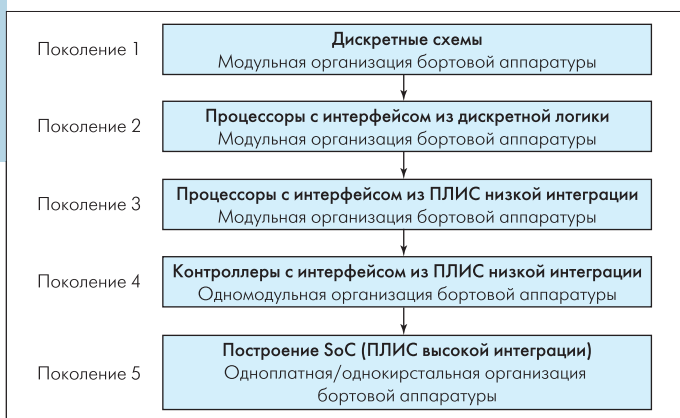 Поколение 1
Дискретные схемы
Модульная организация бортовой аппаратуры
Поколение 2
Процессоры с интерфейсом из дискретной логики
Модульная организация бортовой аппаратуры
Поколение 3
Процессоры с интерфейсом из ПЛИС низкой интеграции
Модульная организация бортовой аппаратуры
Поколение 4
Контроллеры с интерфейсом из ПЛИС низкой интеграции
Одномодульная организация бортовой аппаратуры
Поколение 5
Построение SoC (ПЛИС высокой интеграции)
Одноплатная/однокирстальная организация
бортовой аппаратуры